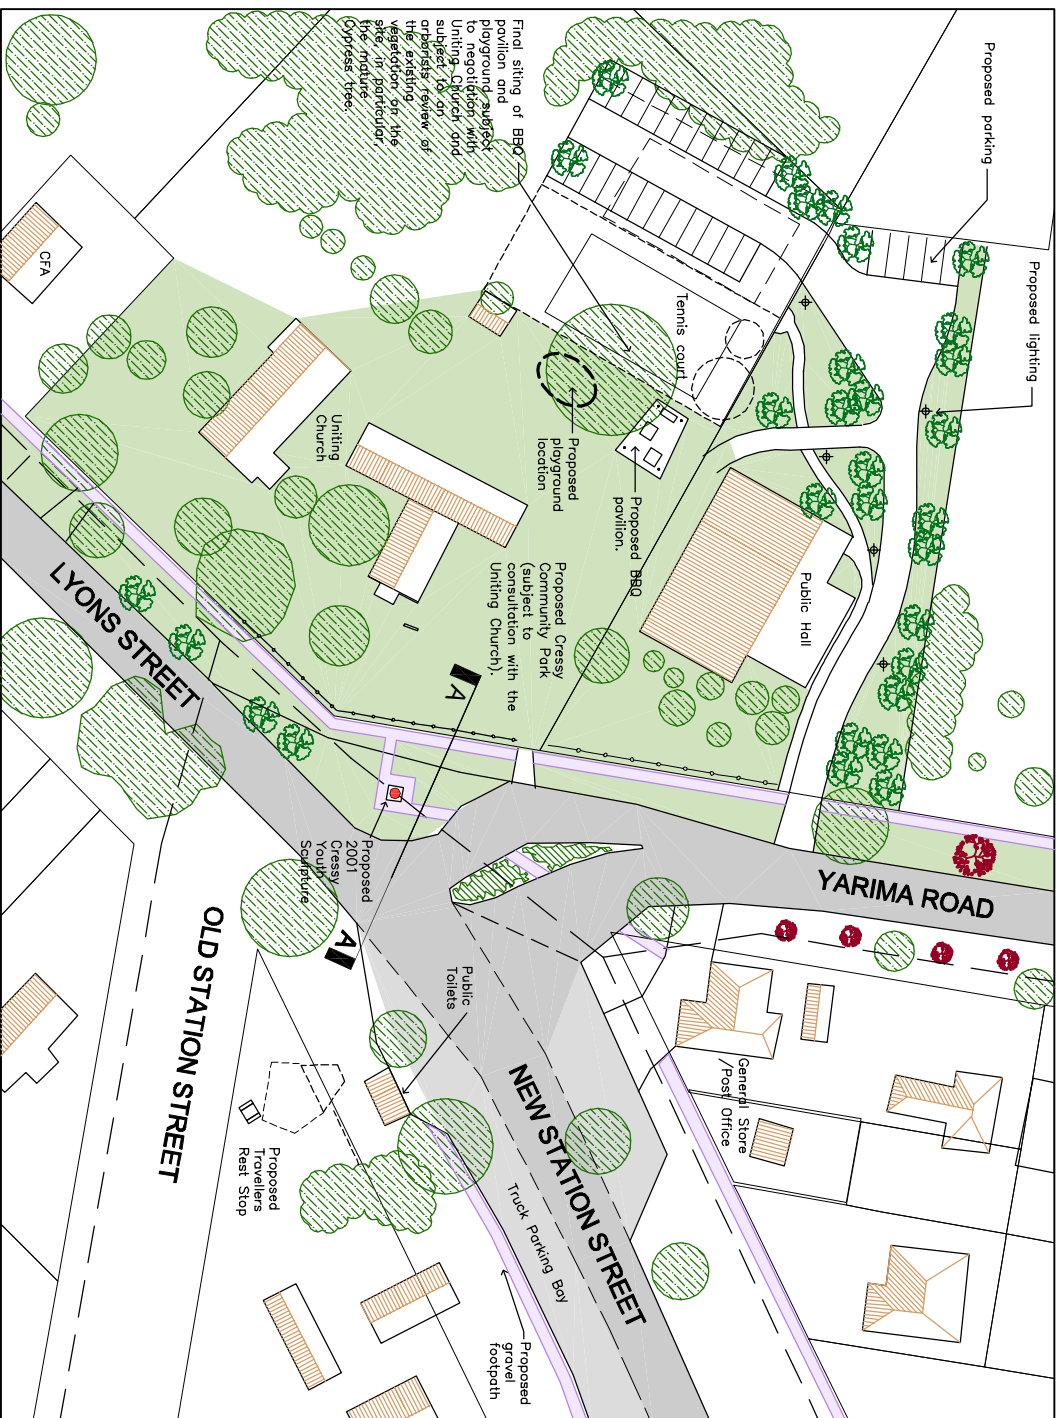 Proposed parking
Proposed lighting
Final siting of BBQ
pavilion and
playground subject
to negotiation with
Uniting Church and
subject to an
arborists review of
the existing
vegetation on the
site, in particular,
the mature
Cypress tree.
CFA
Tennis court
Uniting
Church
Proposed
playground
location
Proposed BBQ
pavilion.
Public Hall
Proposed Cressy
Community Park
(subject to
consultation with the
Uniting Church).
LYONS STREET
A
A
Proposed
2001
Cressy
Youth
Sculpture
YARIMA ROAD
OLD STATION STREET
Public
Toilets
NEW STATION STREET
General Store
/Post Office
Proposed
Travellers
Rest Stop
Truck Parking Bay
Proposed
gravel
footpath